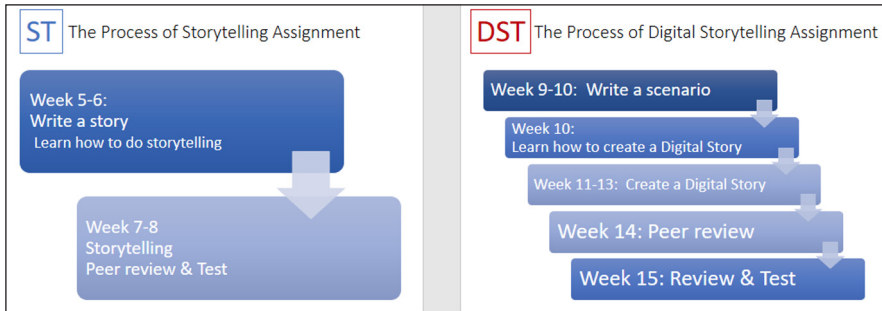 ST The Process of Storytelling Assignment
Week 5-6:
Write a story
Learn how to do storytelling
Week 7-8
Storytelling
Peer review & Test
DST The Process of Digital Storytelling Assignment
Week 9-10: Write a scenario
Week 10:
Learn how to create a Digital Story
Week 11-13: Create a Digital Story
Week 14: Peer review
Week 15: Review & Test